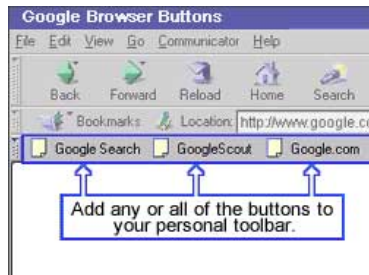 Google Browser Buttons
File Edit View Go Communicator Help
Back Forward Reload Home Search
Bookmarks Location: http://www.google.co
Google Search GoogleScout Google.com
Add any or all of the buttons to
your personal toolbar.